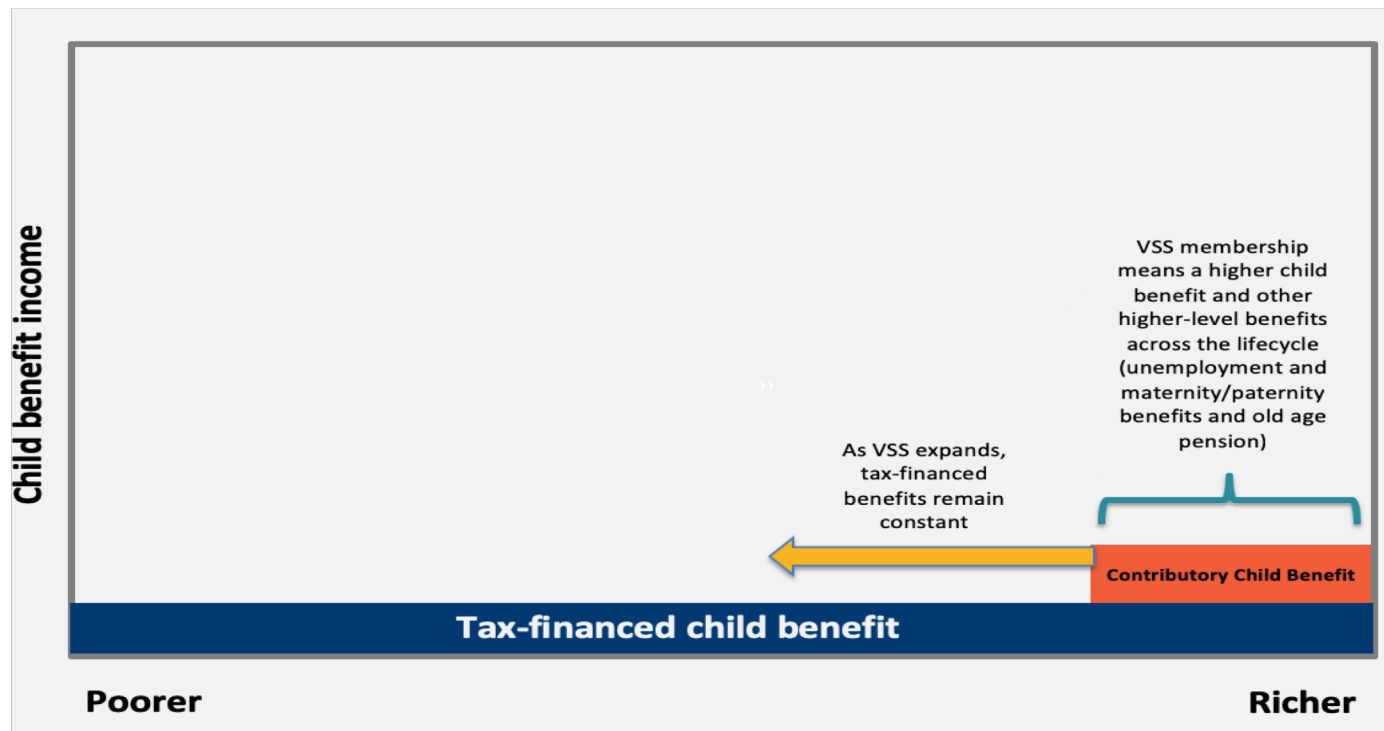 Child benefit income
VSS membership
means a higher child
benefit and other
higher-level benefits
across the lifecycle
(unemployment and
maternity/paternity
benefits and old age
pension)
››
As VSS expands,
tax-financed
benefits remain
constant
Contributory Child Benefit
Tax-financed child benefit
Poorer
Richer